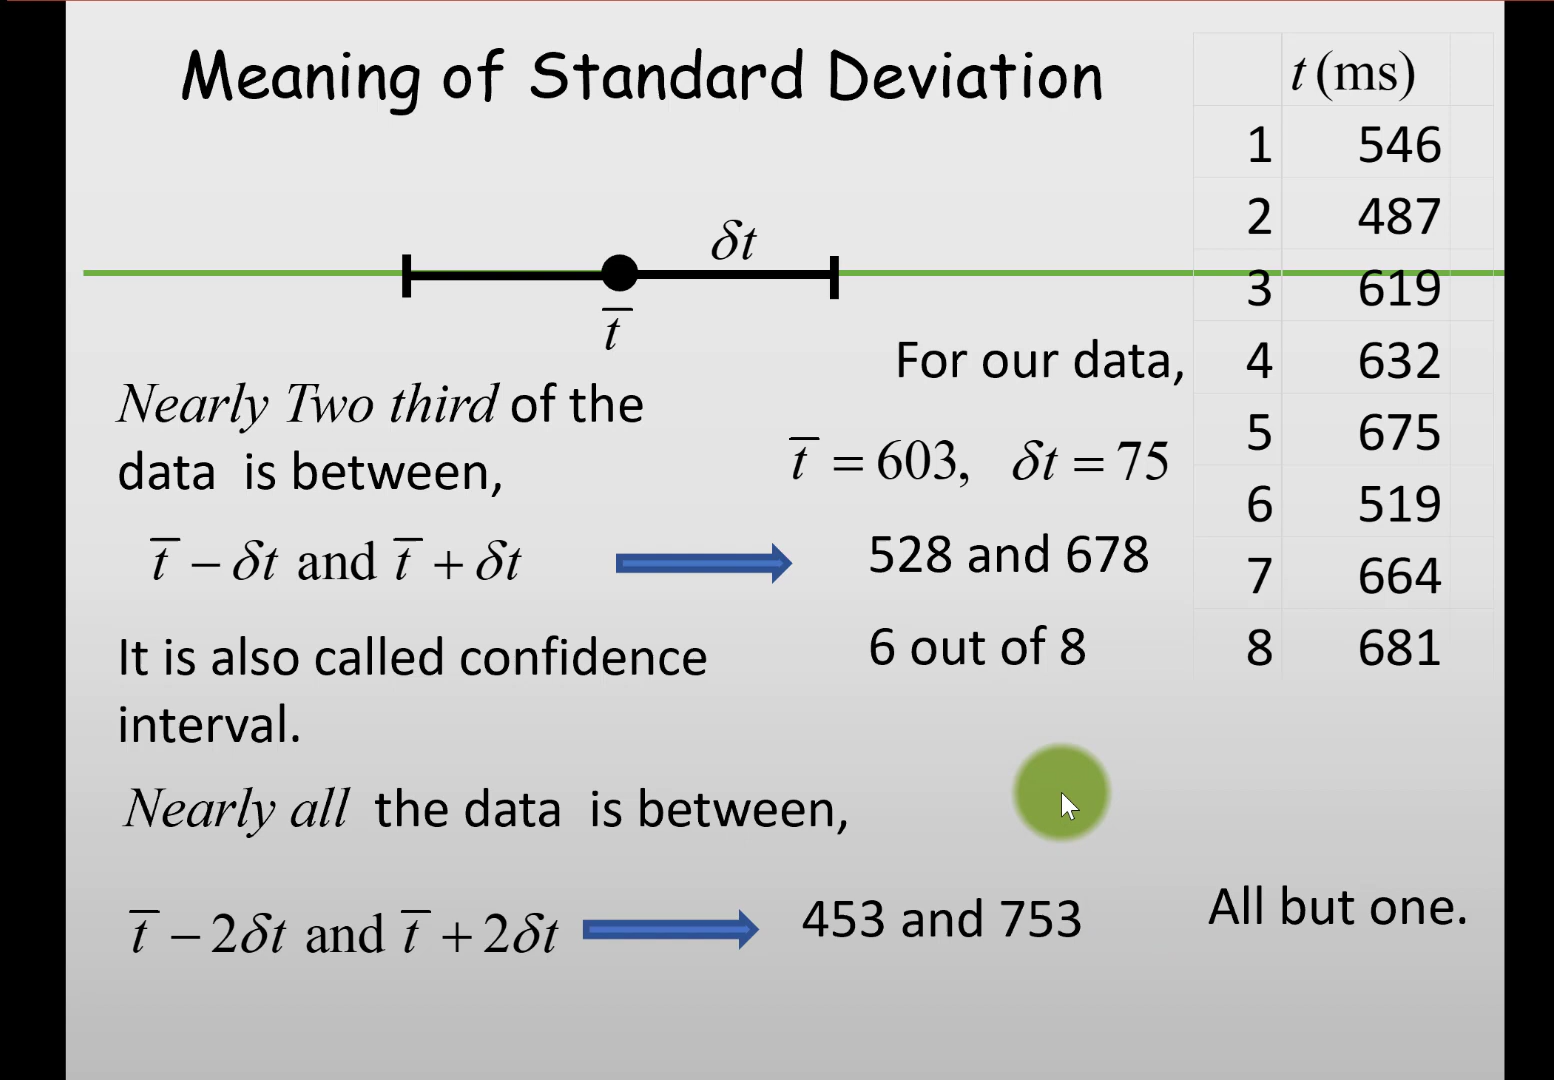 Meaning of Standard Deviation
t (ms)
1 546
2 487
3 619
4 632
5 675
6 519
7 664
8 681
δt
t̅
For our data,
t̅ = 603, δt = 75
Nearly Two third of the
data is between,
t̅ − δt and t̅ + δt
528 and 678
6 out of 8
It is also called confidence
interval.
Nearly all the data is between,
t̅ − 2δt and t̅ + 2δt
453 and 753
All but one.